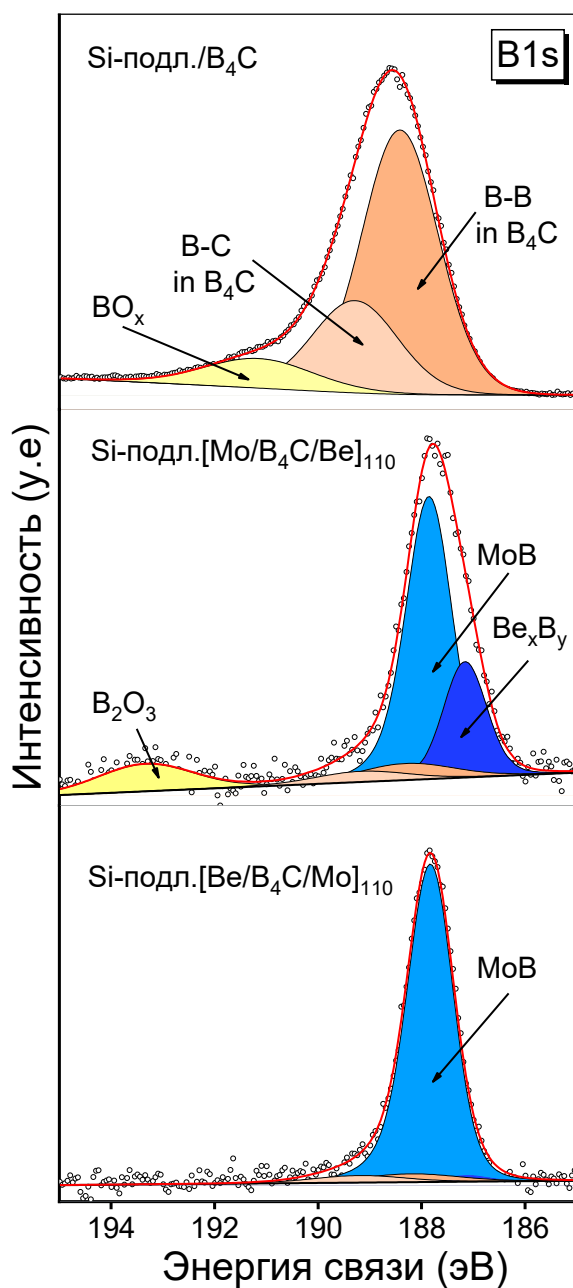 Si-подл./B₄C
B1s
B-B
in B₄C
B-C
in B₄C
BOₓ
Интенсивность (у.е)
Si-подл.[Mo/B₄C/Be]₁₁₀
MoB
BeₓBᵧ
B₂O₃
Si-подл.[Be/B₄C/Mo]₁₁₀
MoB
194 192 190 188 186
Энергия связи (эВ)